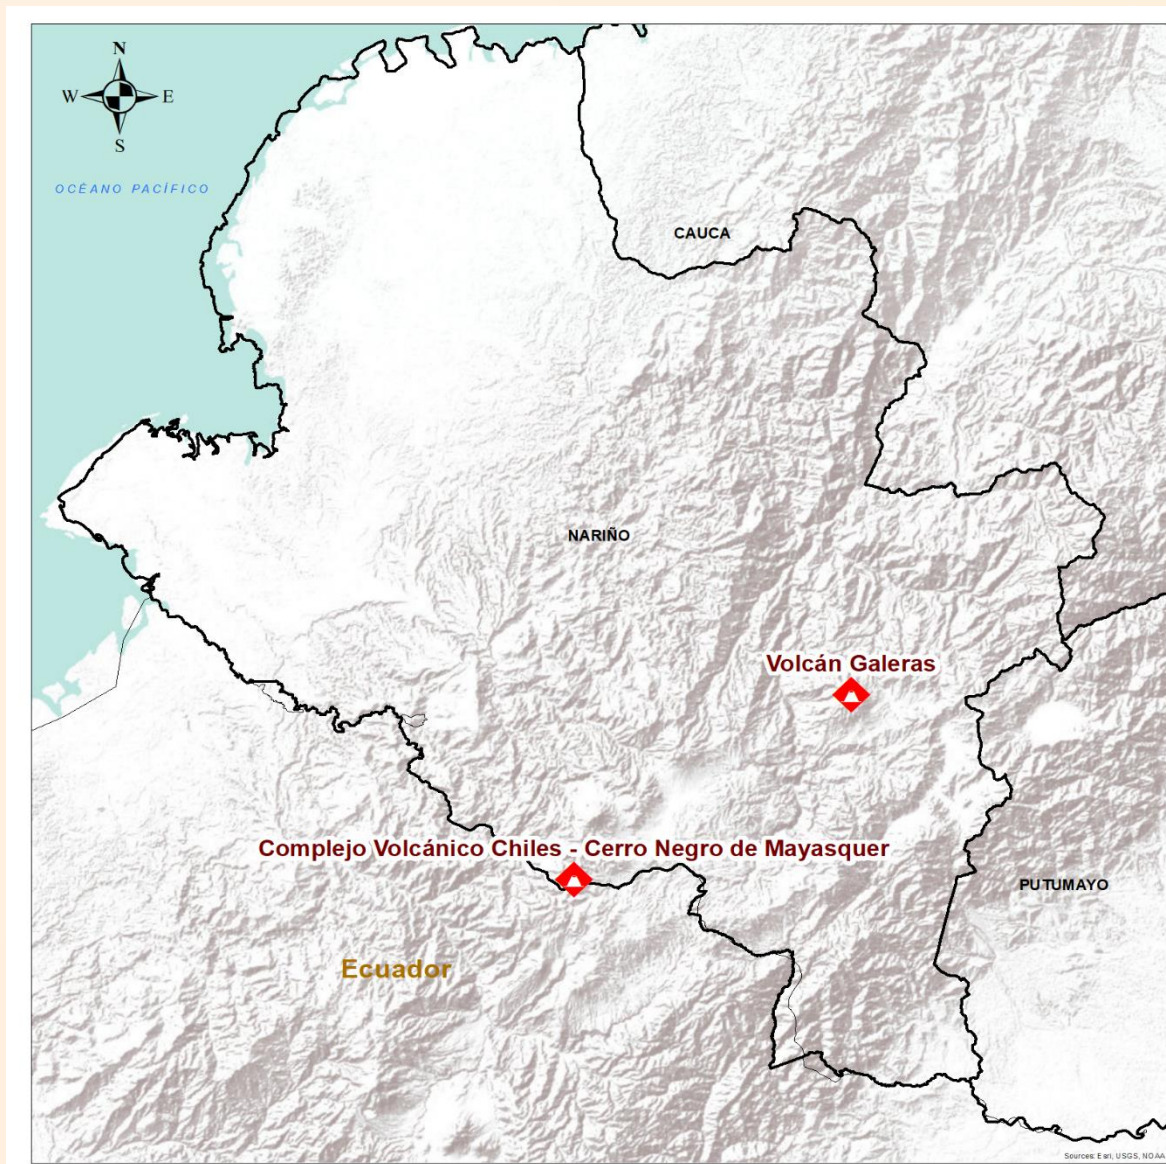 N
W E
S
OCÉANO PACÍFICO
CAUCA
NARIÑO
Volcán Galeras
Complejo Volcánico Chiles - Cerro Negro de Mayasquer
PUTUMAYO
Ecuador
Sources: Esri, USGS, NOAA